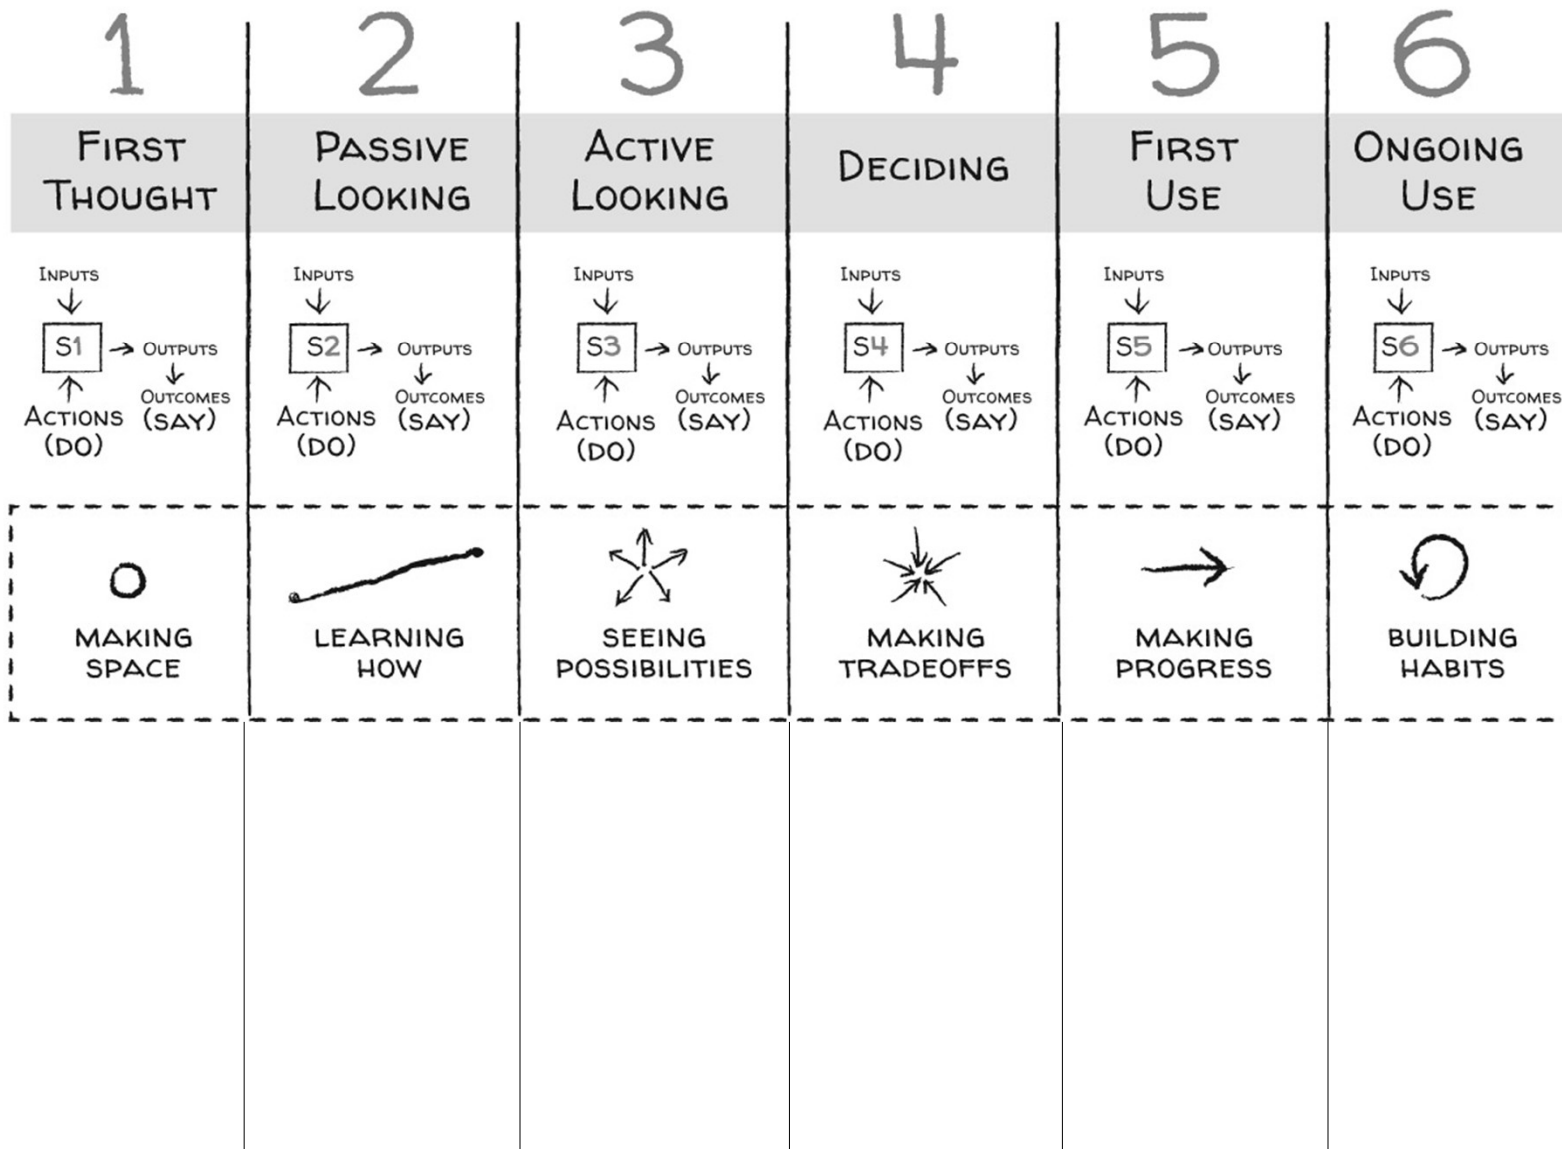 1
FIRST
THOUGHT
INPUTS
S1
OUTPUTS
OUTCOMES
(SAY)
ACTIONS
(DO)
MAKING
SPACE
2
PASSIVE
LOOKING
INPUTS
S2
OUTPUTS
OUTCOMES
(SAY)
ACTIONS
(DO)
LEARNING
HOW
3
ACTIVE
LOOKING
INPUTS
S3
OUTPUTS
OUTCOMES
(SAY)
ACTIONS
(DO)
SEEING
POSSIBILITIES
4
DECIDING
INPUTS
S4
OUTPUTS
OUTCOMES
(SAY)
ACTIONS
(DO)
MAKING
TRADEOFFS
5
FIRST
USE
INPUTS
S5
OUTPUTS
OUTCOMES
(SAY)
ACTIONS
(DO)
MAKING
PROGRESS
6
ONGOING
USE
INPUTS
S6
OUTPUTS
OUTCOMES
(SAY)
ACTIONS
(DO)
BUILDING
HABITS